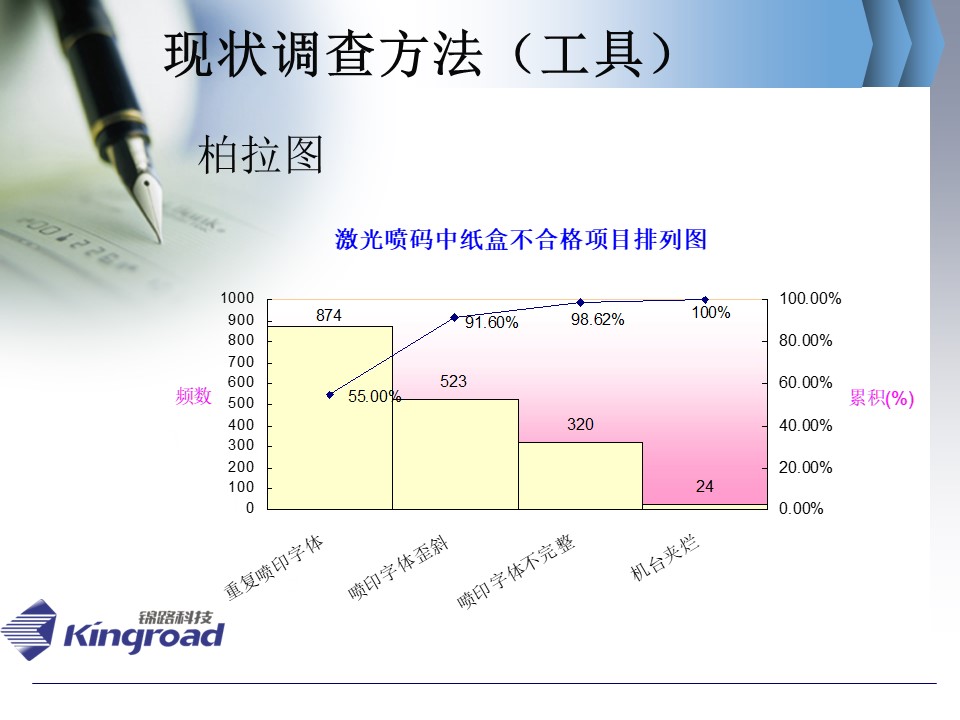 现状调查方法（工具）
柏拉图
激光喷码中纸盒不合格项目排列图
1000
900
800
700
600
500
400
300
200
100
0
频数
874
523
320
24
55.00%
91.60%
98.62%
100%
100.00%
80.00%
60.00%
40.00%
20.00%
0.00%
累积(%)
重复喷印字体
喷印字体歪斜
喷印字体不完整
机台夹烂
锦路科技
Kingroad